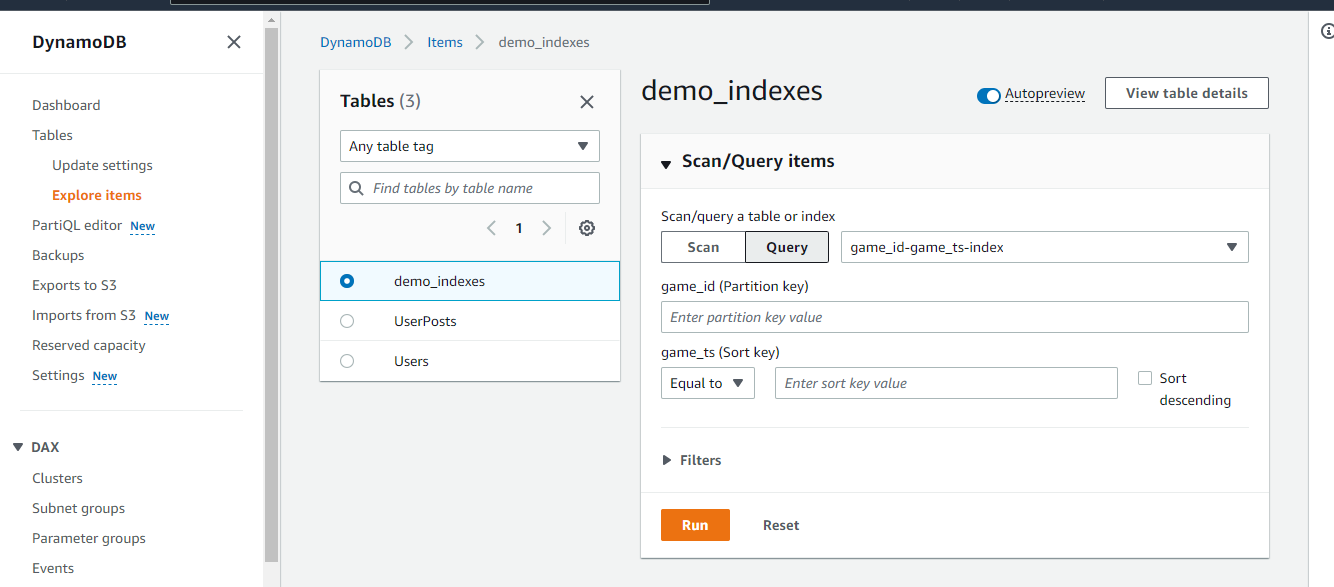 DynamoDB
Dashboard
Tables
Update settings
Explore items
PartiQL editor New
Backups
Exports to S3
Imports from S3 New
Reserved capacity
Settings New
DAX
Clusters
Subnet groups
Parameter groups
Events
DynamoDB > Items > demo_indexes
Tables (3)
Any table tag
Find tables by table name
1
demo_indexes
UserPosts
Users
demo_indexes
Autopreview
View table details
Scan/Query items
Scan/query a table or index
Scan Query game_id-game_ts-index
game_id (Partition key)
Enter partition key value
game_ts (Sort key)
Equal to Enter sort key value Sort descending
Filters
Run Reset